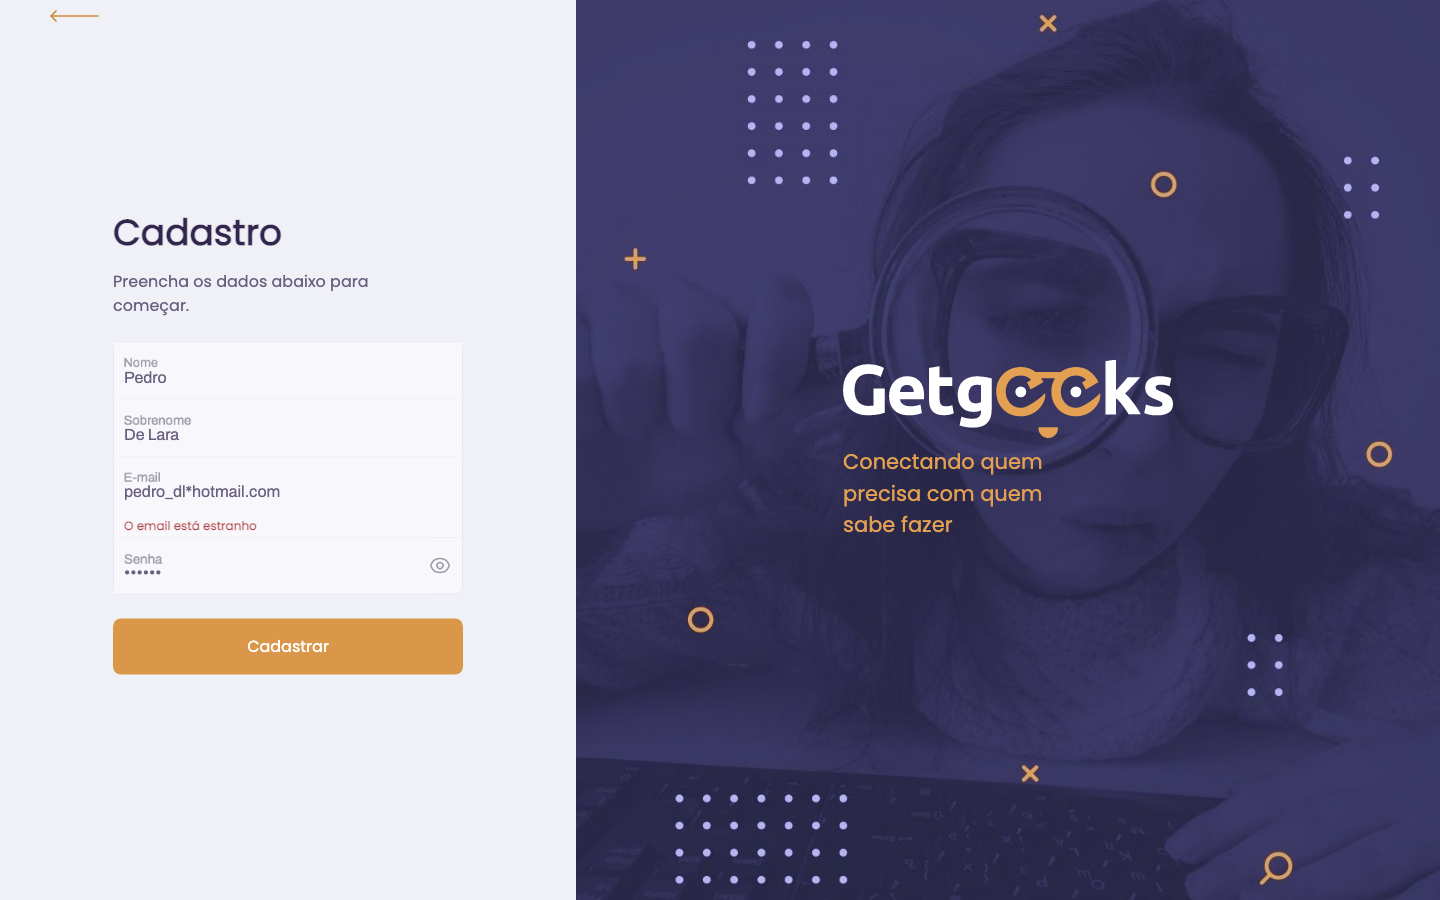 Cadastro
Preencha os dados abaixo para
começar.
Nome
Pedro
Sobrenome
De Lara
E-mail
pedro_dl*hotmail.com
O email está estranho
Senha
••••••
Cadastrar
Getgeeks
Conectando quem
precisa com quem
sabe fazer